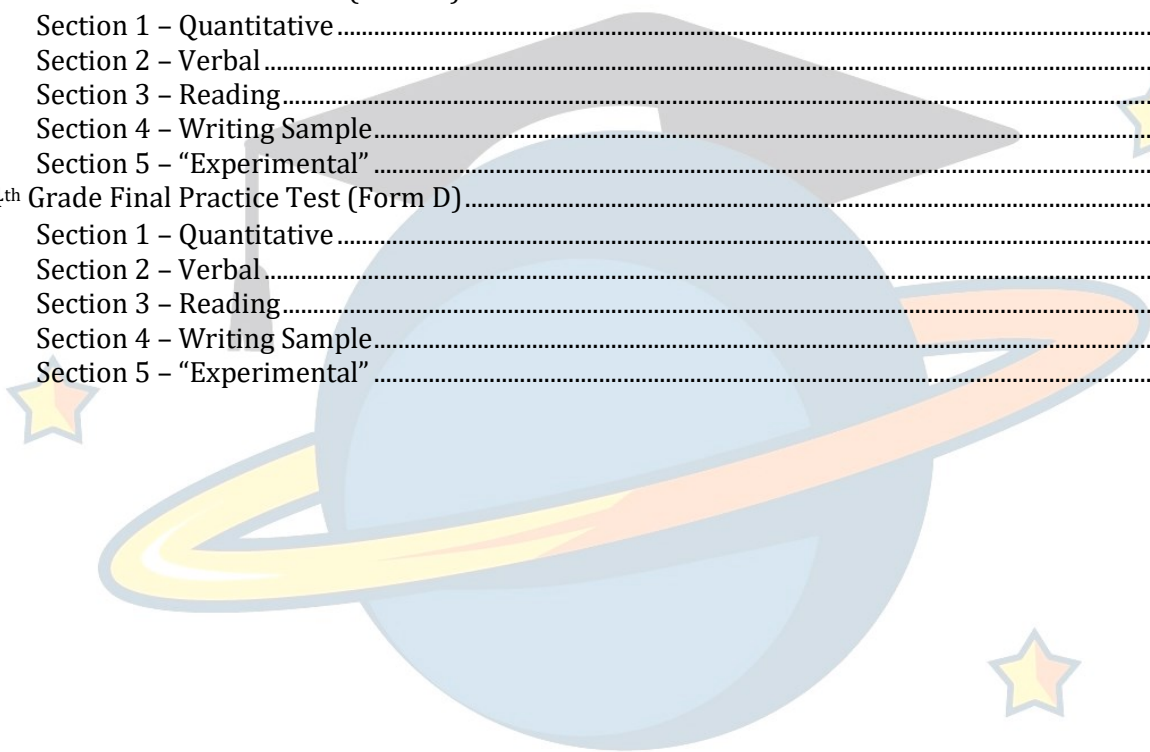 Section 1 – Quantitative
Section 2 – Verbal
Section 3 – Reading
Section 4 – Writing Sample
Section 5 – “Experimental”
th Grade Final Practice Test (Form D)
Section 1 – Quantitative
Section 2 – Verbal
Section 3 – Reading
Section 4 – Writing Sample
Section 5 – “Experimental”